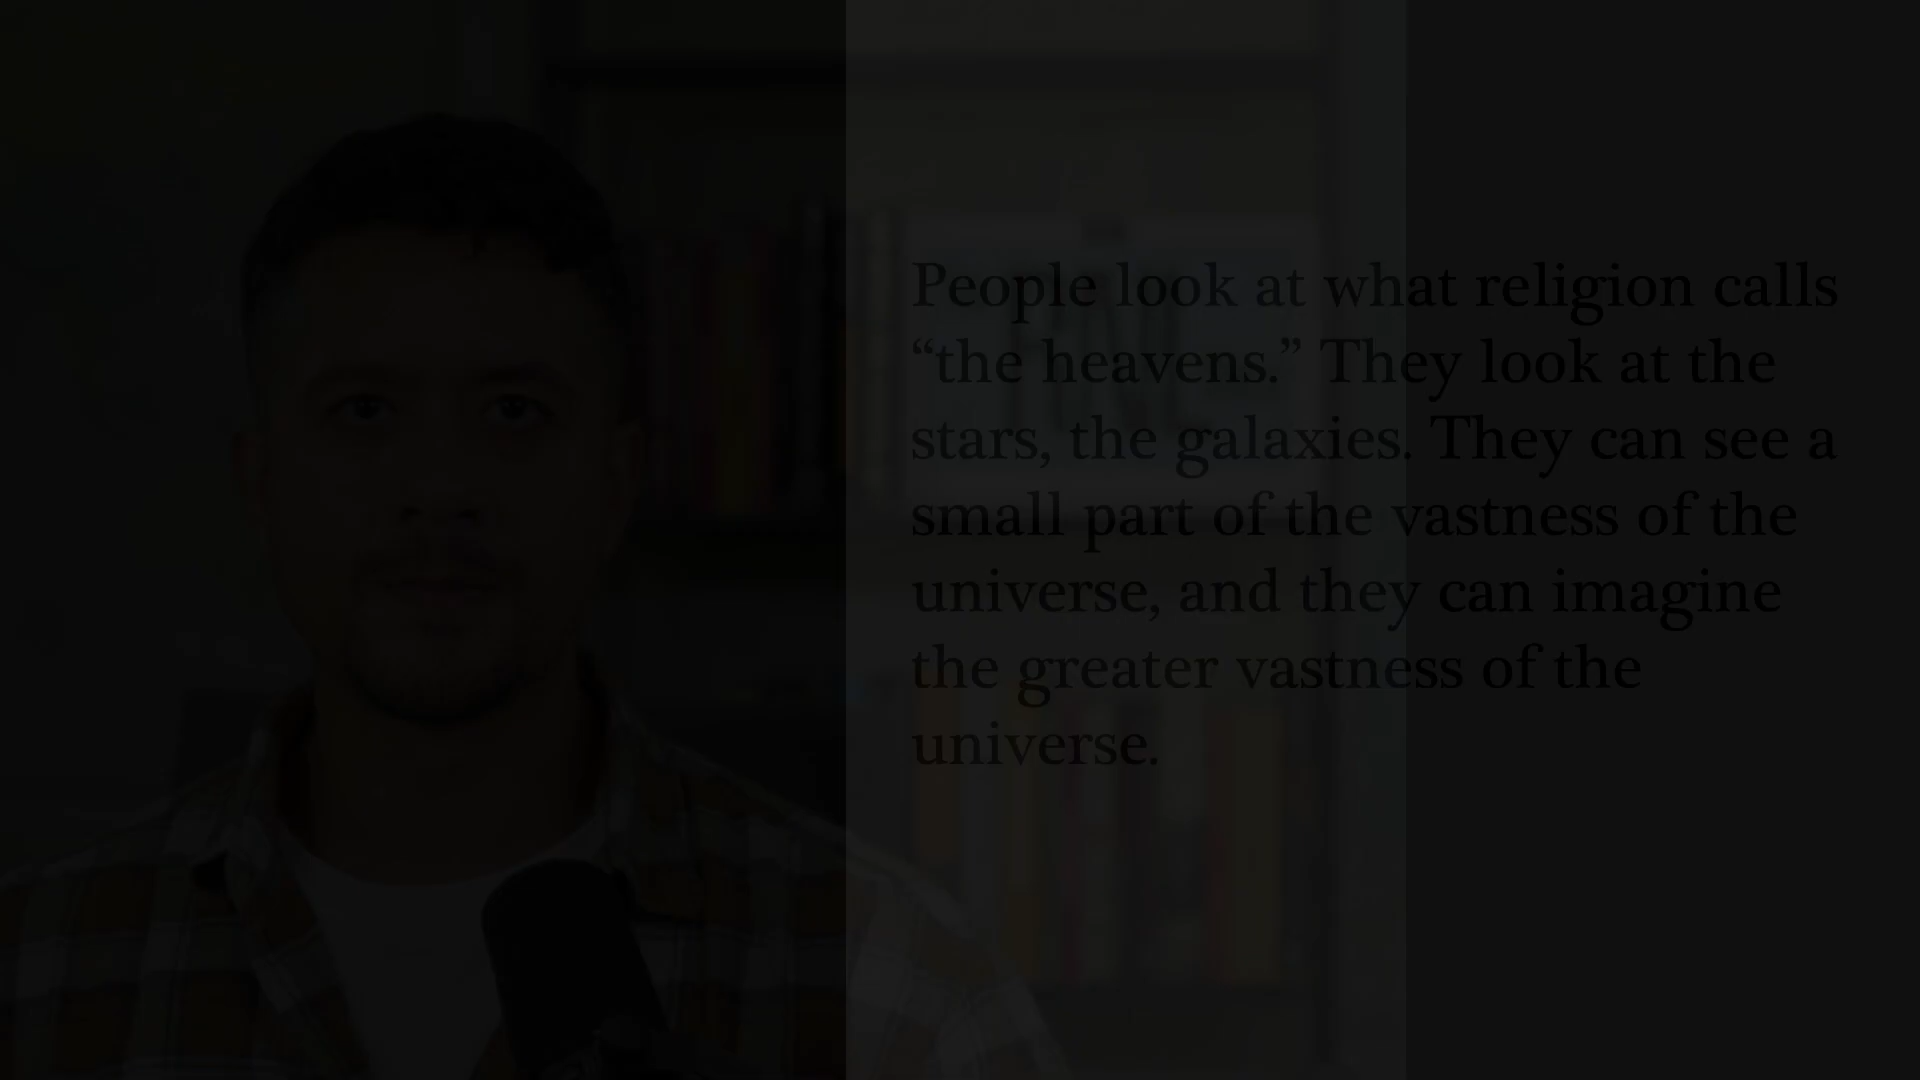 People look at what religion calls
“the heavens.” They look at the
stars, the galaxies. They can see a
small part of the vastness of the
universe, and they can imagine
the greater vastness of the
universe.